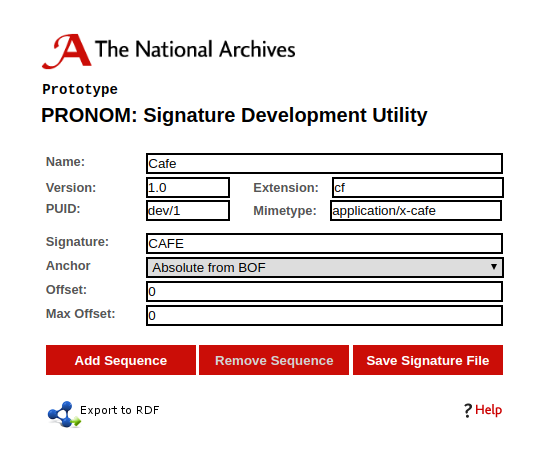 The National Archives
Prototype
PRONOM: Signature Development Utility
Name: Cafe
Version: 1.0 Extension: cf
PUID: dev/1 Mimetype: application/x-cafe
Signature: CAFE
Anchor Absolute from BOF
Offset: 0
Max Offset: 0
Add Sequence Remove Sequence Save Signature File
Export to RDF ? Help